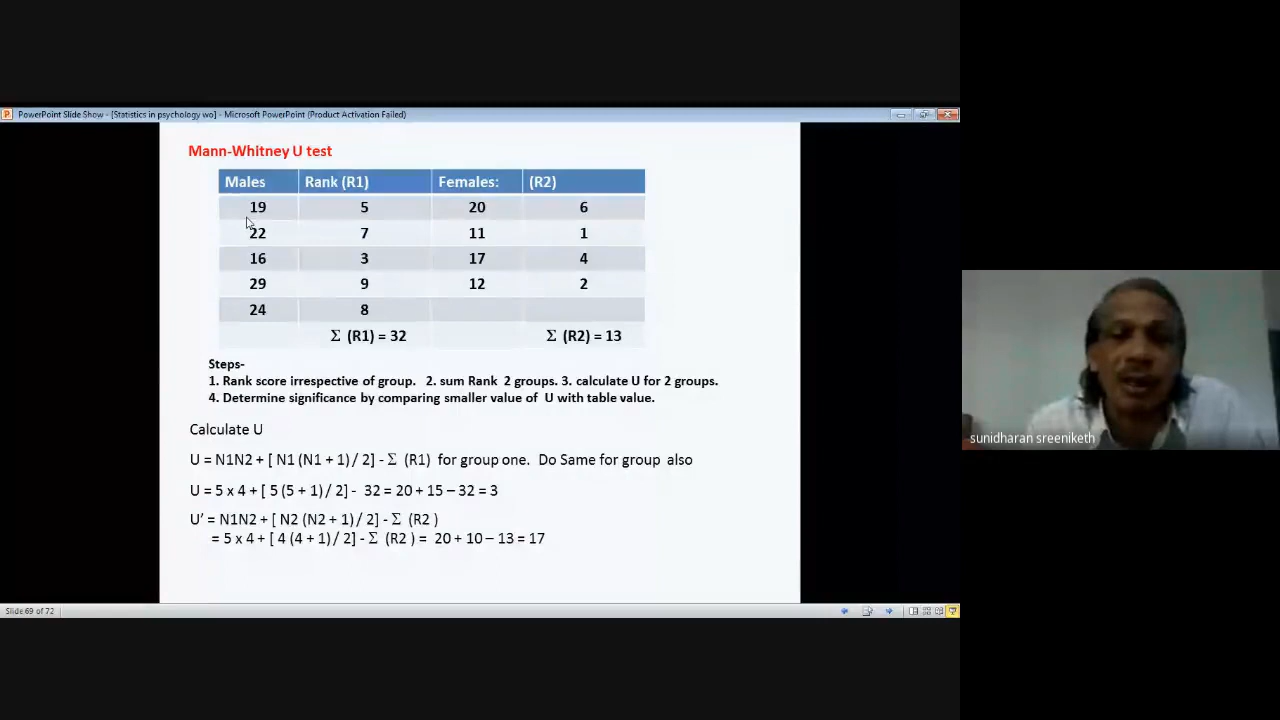 PowerPoint Slide Show - [Statistics in psychology wo] - Microsoft PowerPoint (Product Activation Failed)
Mann-Whitney U test
Males Rank (R1) Females: (R2)
19 5 20 6
22 7 11 1
16 3 17 4
29 9 12 2
24 8
Σ (R1) = 32 Σ (R2) = 13
Steps-
1. Rank score irrespective of group. 2. sum Rank 2 groups. 3. calculate U for 2 groups.
4. Determine significance by comparing smaller value of U with table value.
Calculate U
U = N1N2 + [ N1 (N1 + 1) / 2] - Σ (R1) for group one. Do Same for group also
U = 5 x 4 + [ 5 (5 + 1) / 2] - 32 = 20 + 15 – 32 = 3
U’ = N1N2 + [ N2 (N2 + 1) / 2] - Σ (R2 )
= 5 x 4 + [ 4 (4 + 1) / 2] - Σ (R2 ) = 20 + 10 – 13 = 17
Slide 69 of 72
sunidharan sreeniketh